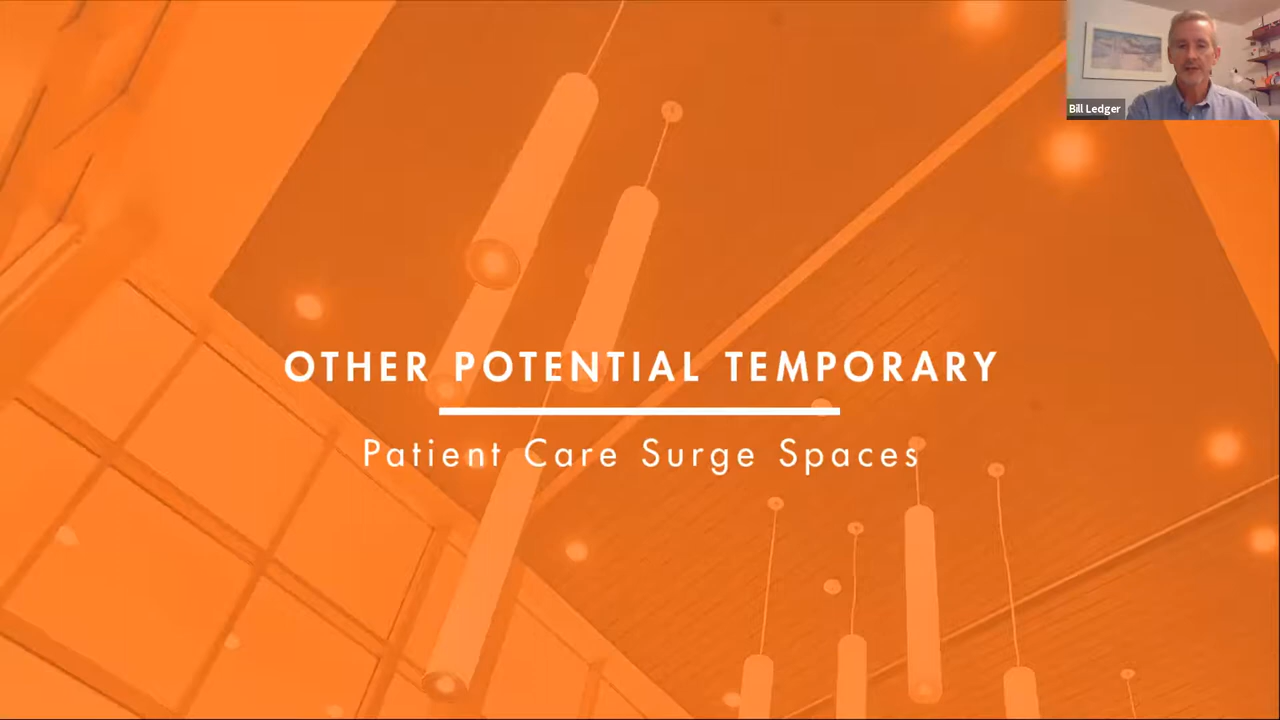 Bill Ledger
OTHER POTENTIAL TEMPORARY
Patient Care Surge Spaces